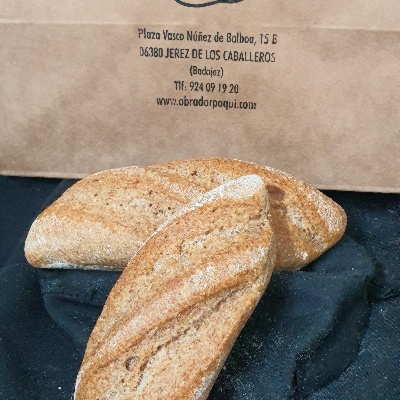 Plaza Vasco Núñez de Balboa, 15 B
06380 JEREZ DE LOS CABALLEROS
(Badajoz)
Tlf: 924 09 19 20
www.obradorpaqui.com